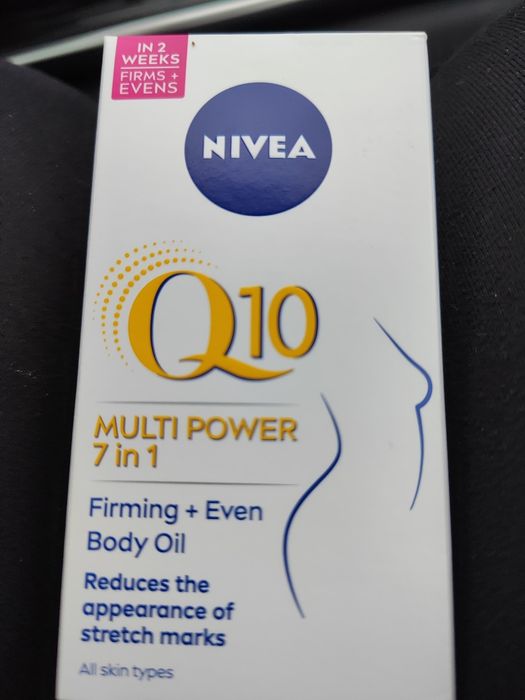 IN 2
WEEKS
FIRMS +
EVENS
NIVEA
Q10
MULTI POWER
7 in 1
Firming + Even
Body Oil
Reduces the
appearance of
stretch marks
All skin types